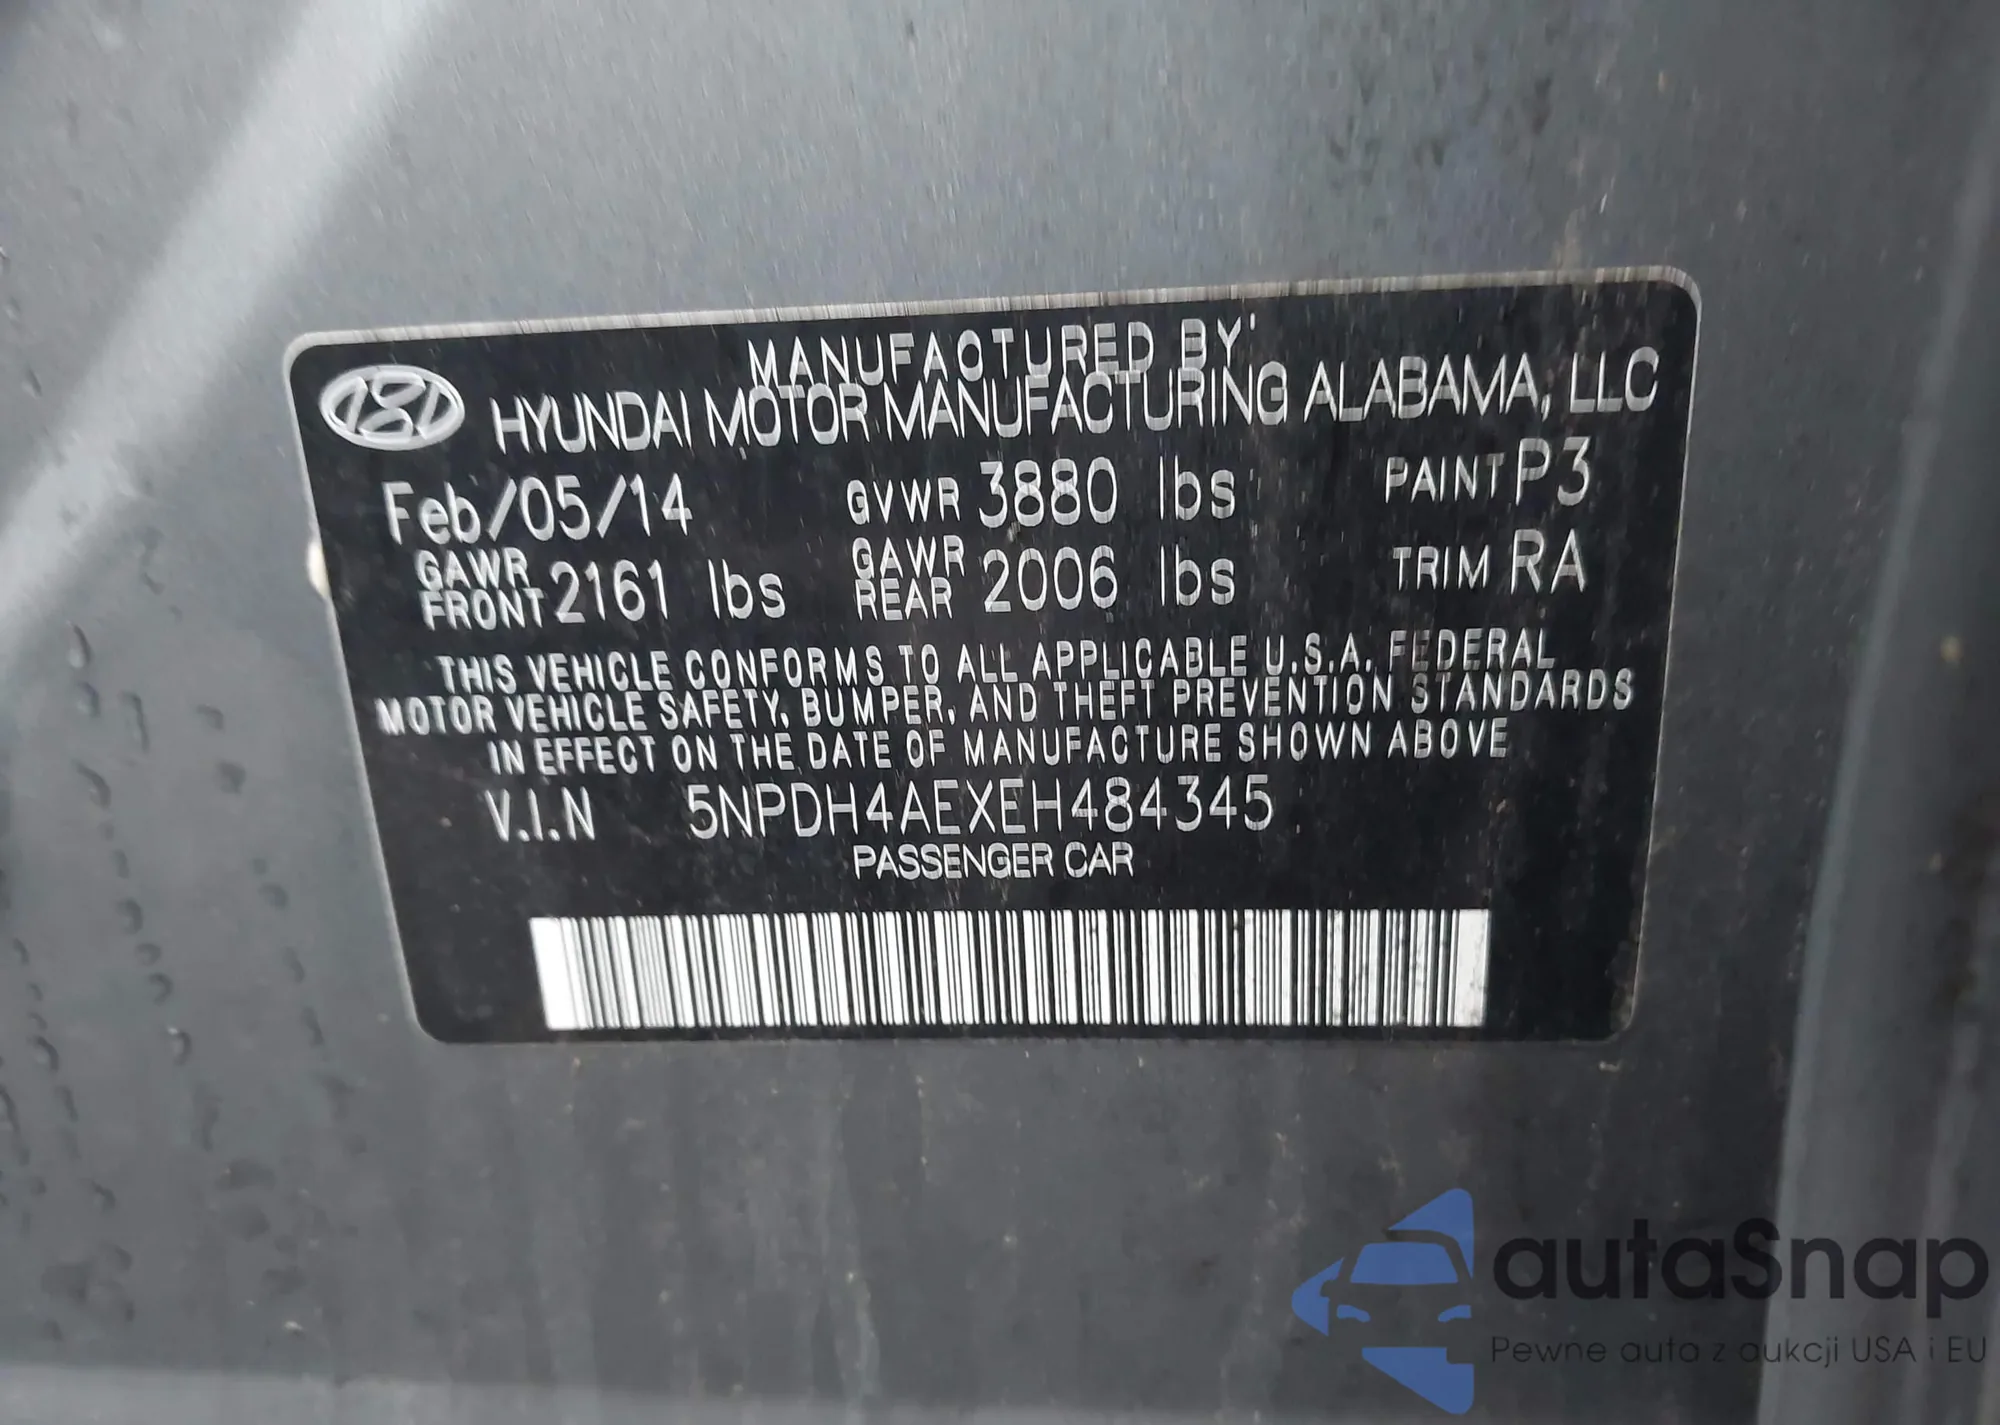 MANUFACTURED BY:
HYUNDAI MOTOR MANUFACTURING ALABAMA, LLC
Feb/05/14 GVWR 3880 lbs PAINT P3
GAWR FRONT 2161 lbs GAWR REAR 2006 lbs TRIM RA
THIS VEHICLE CONFORMS TO ALL APPLICABLE U.S.A. FEDERAL
MOTOR VEHICLE SAFETY, BUMPER, AND THEFT PREVENTION STANDARDS
IN EFFECT ON THE DATE OF MANUFACTURE SHOWN ABOVE
V.I.N 5NPDH4AEXEH484345
PASSENGER CAR
autaSnap
Pewne auta z aukcji USA i EU